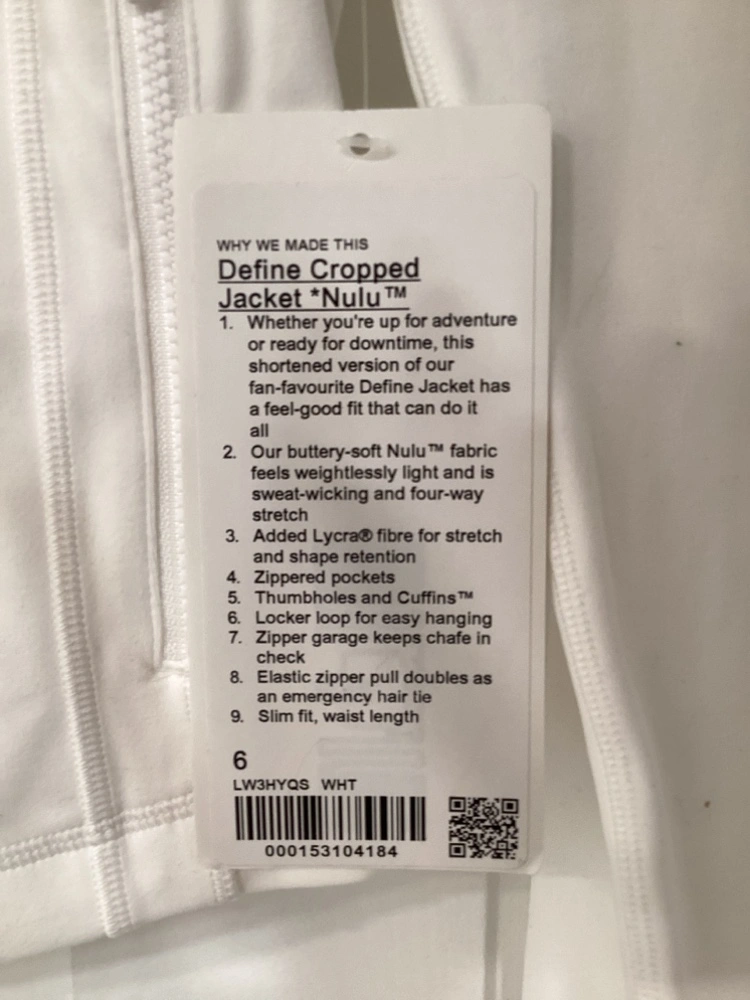 WHY WE MADE THIS
Define Cropped
Jacket *Nulu™
1. Whether you're up for adventure
or ready for downtime, this
shortened version of our
fan-favourite Define Jacket has
a feel-good fit that can do it
all
2. Our buttery-soft Nulu™ fabric
feels weightlessly light and is
sweat-wicking and four-way
stretch
3. Added Lycra® fibre for stretch
and shape retention
4. Zippered pockets
5. Thumbholes and Cuffins™
6. Locker loop for easy hanging
7. Zipper garage keeps chafe in
check
8. Elastic zipper pull doubles as
an emergency hair tie
9. Slim fit, waist length
6
LW3HYQS WHT
000153104184